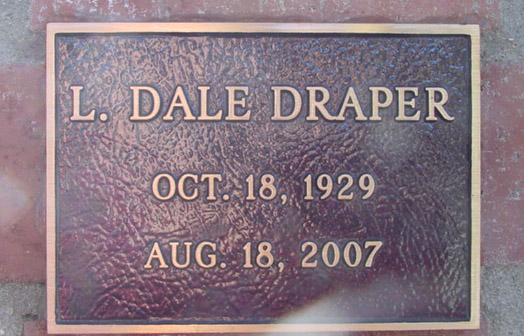 L. DALE DRAPER
OCT. 18, 1929
AUG. 18, 2007